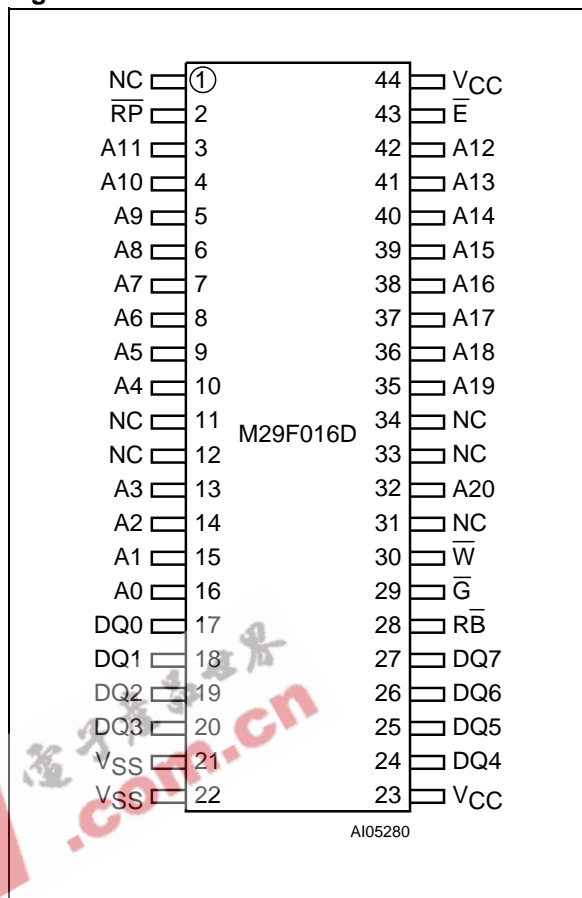 NC 1 44 VCC
R̅P̅ 2 43 E̅
A11 3 42 A12
A10 4 41 A13
A9 5 40 A14
A8 6 39 A15
A7 7 38 A16
A6 8 37 A17
A5 9 36 A18
A4 10 35 A19
NC 11 34 NC
M29F016D
NC 12 33 NC
A3 13 32 A20
A2 14 31 NC
A1 15 30 W̅
A0 16 29 G̅
DQ0 17 28 RB̅
DQ1 18 27 DQ7
DQ2 19 26 DQ6
DQ3 20 25 DQ5
VSS 21 24 DQ4
VSS 22 23 VCC
AI05280
.com.cn